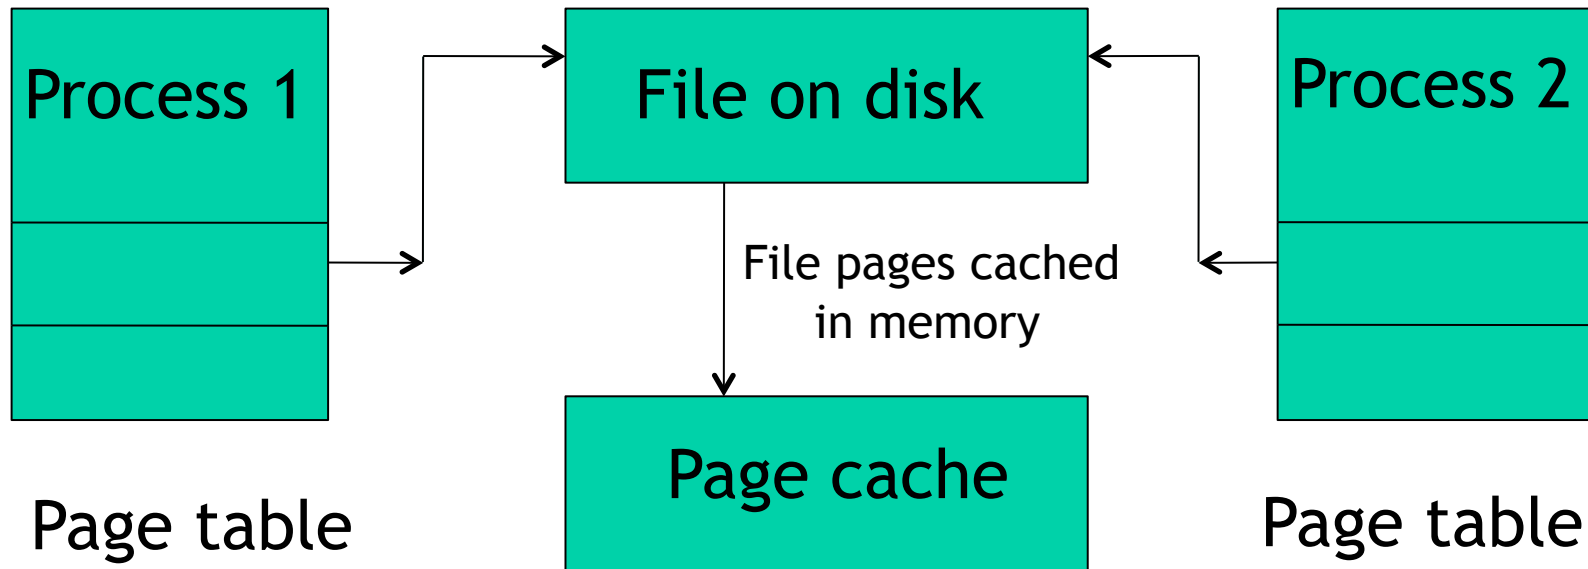 Process 1
File on disk
Process 2
File pages cached
in memory
Page cache
Page table
Page table